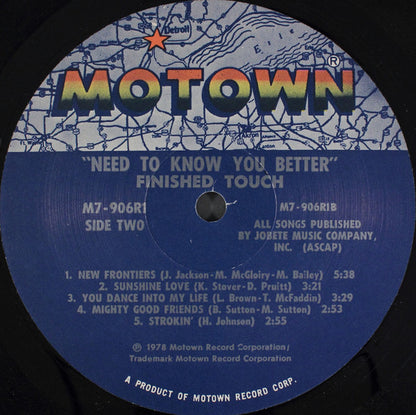 Detroit
Erie
MOTOWN®
"NEED TO KNOW YOU BETTER"
FINISHED TOUCH
M7-906R1
SIDE TWO
M7-906R1B
ALL SONGS PUBLISHED
BY JOBETE MUSIC COMPANY,
INC. (ASCAP)
1. NEW FRONTIERS (J. Jackson-M. McGloiry-M. Bailey) 5:38
2. SUNSHINE LOVE (K. Stover-D. Pruitt) 3:21
3. YOU DANCE INTO MY LIFE (L. Brown-T. McFaddin) 3:29
4. MIGHTY GOOD FRIENDS (B. Sutton-M. Sutton) 2:53
5. STROKIN' (H. Johnson) 2:55
℗ 1978 Motown Record Corporation/
Trademark Motown Record Corporation
A PRODUCT OF MOTOWN RECORD CORP.